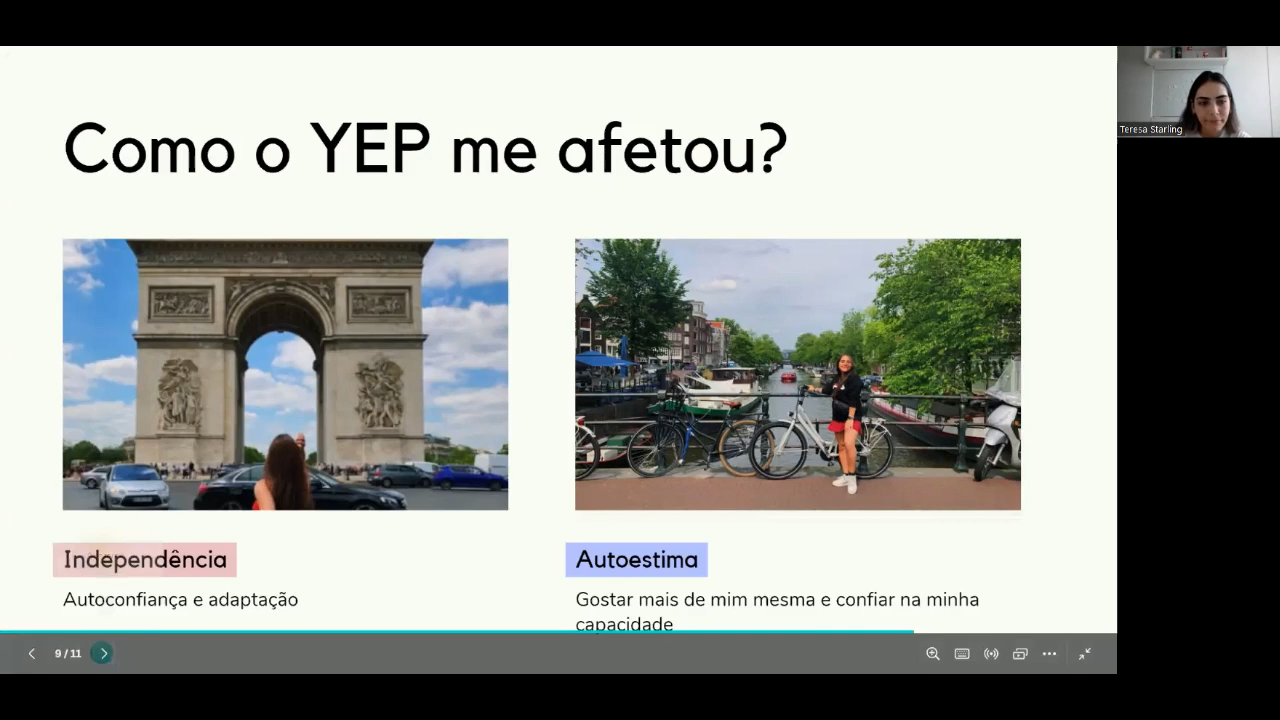 Como o YEP me afetou?
Teresa Starling
Independência
Autoconfiança e adaptação
Autoestima
Gostar mais de mim mesma e confiar na minha
capacidade
9 / 11